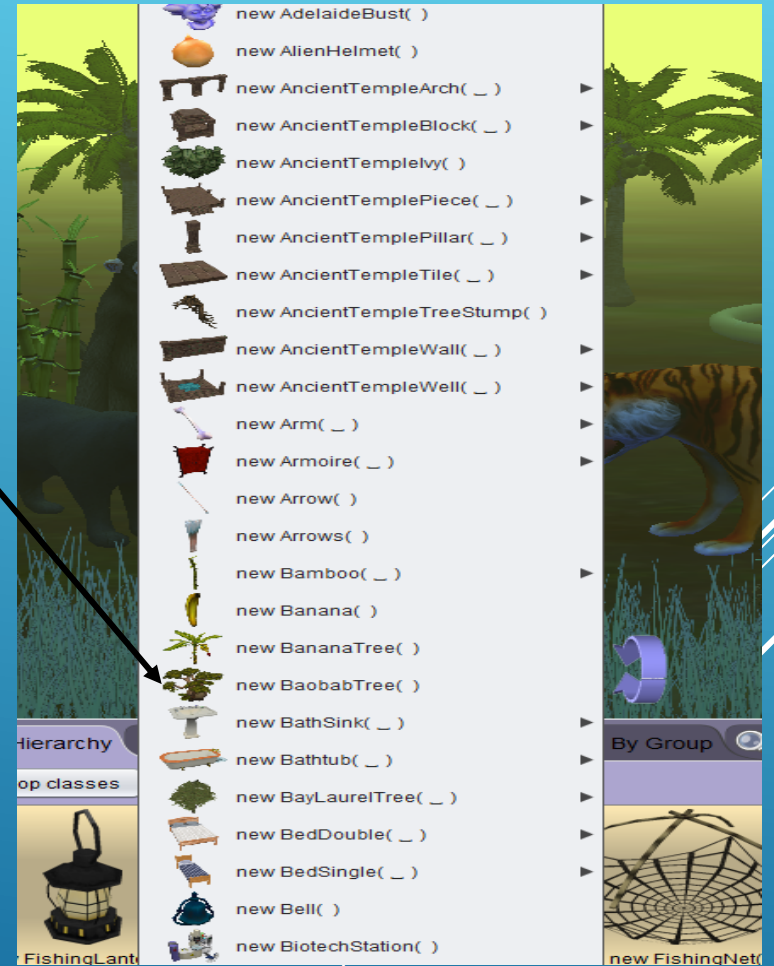 new AdelaideBust( )
new AlienHelmet( )
new AncientTempleArch( _ )
new AncientTempleBlock( _ )
new AncientTempleIvy( )
new AncientTemplePiece( _ )
new AncientTemplePillar( _ )
new AncientTempleTile( _ )
new AncientTempleTreeStump( )
new AncientTempleWall( _ )
new AncientTempleWell( _ )
new Arm( _ )
new Armoire( _ )
new Arrow( )
new Arrows( )
new Bamboo( _ )
new Banana( )
new BananaTree( )
new BaobabTree( )
new BathSink( _ )
new Bathtub( _ )
new BayLaurelTree( _ )
new BedDouble( _ )
new BedSingle( _ )
new Bell( )
new BiotechStation( )
Hierarchy
By Group
op classes
FishingLant
new FishingNet(